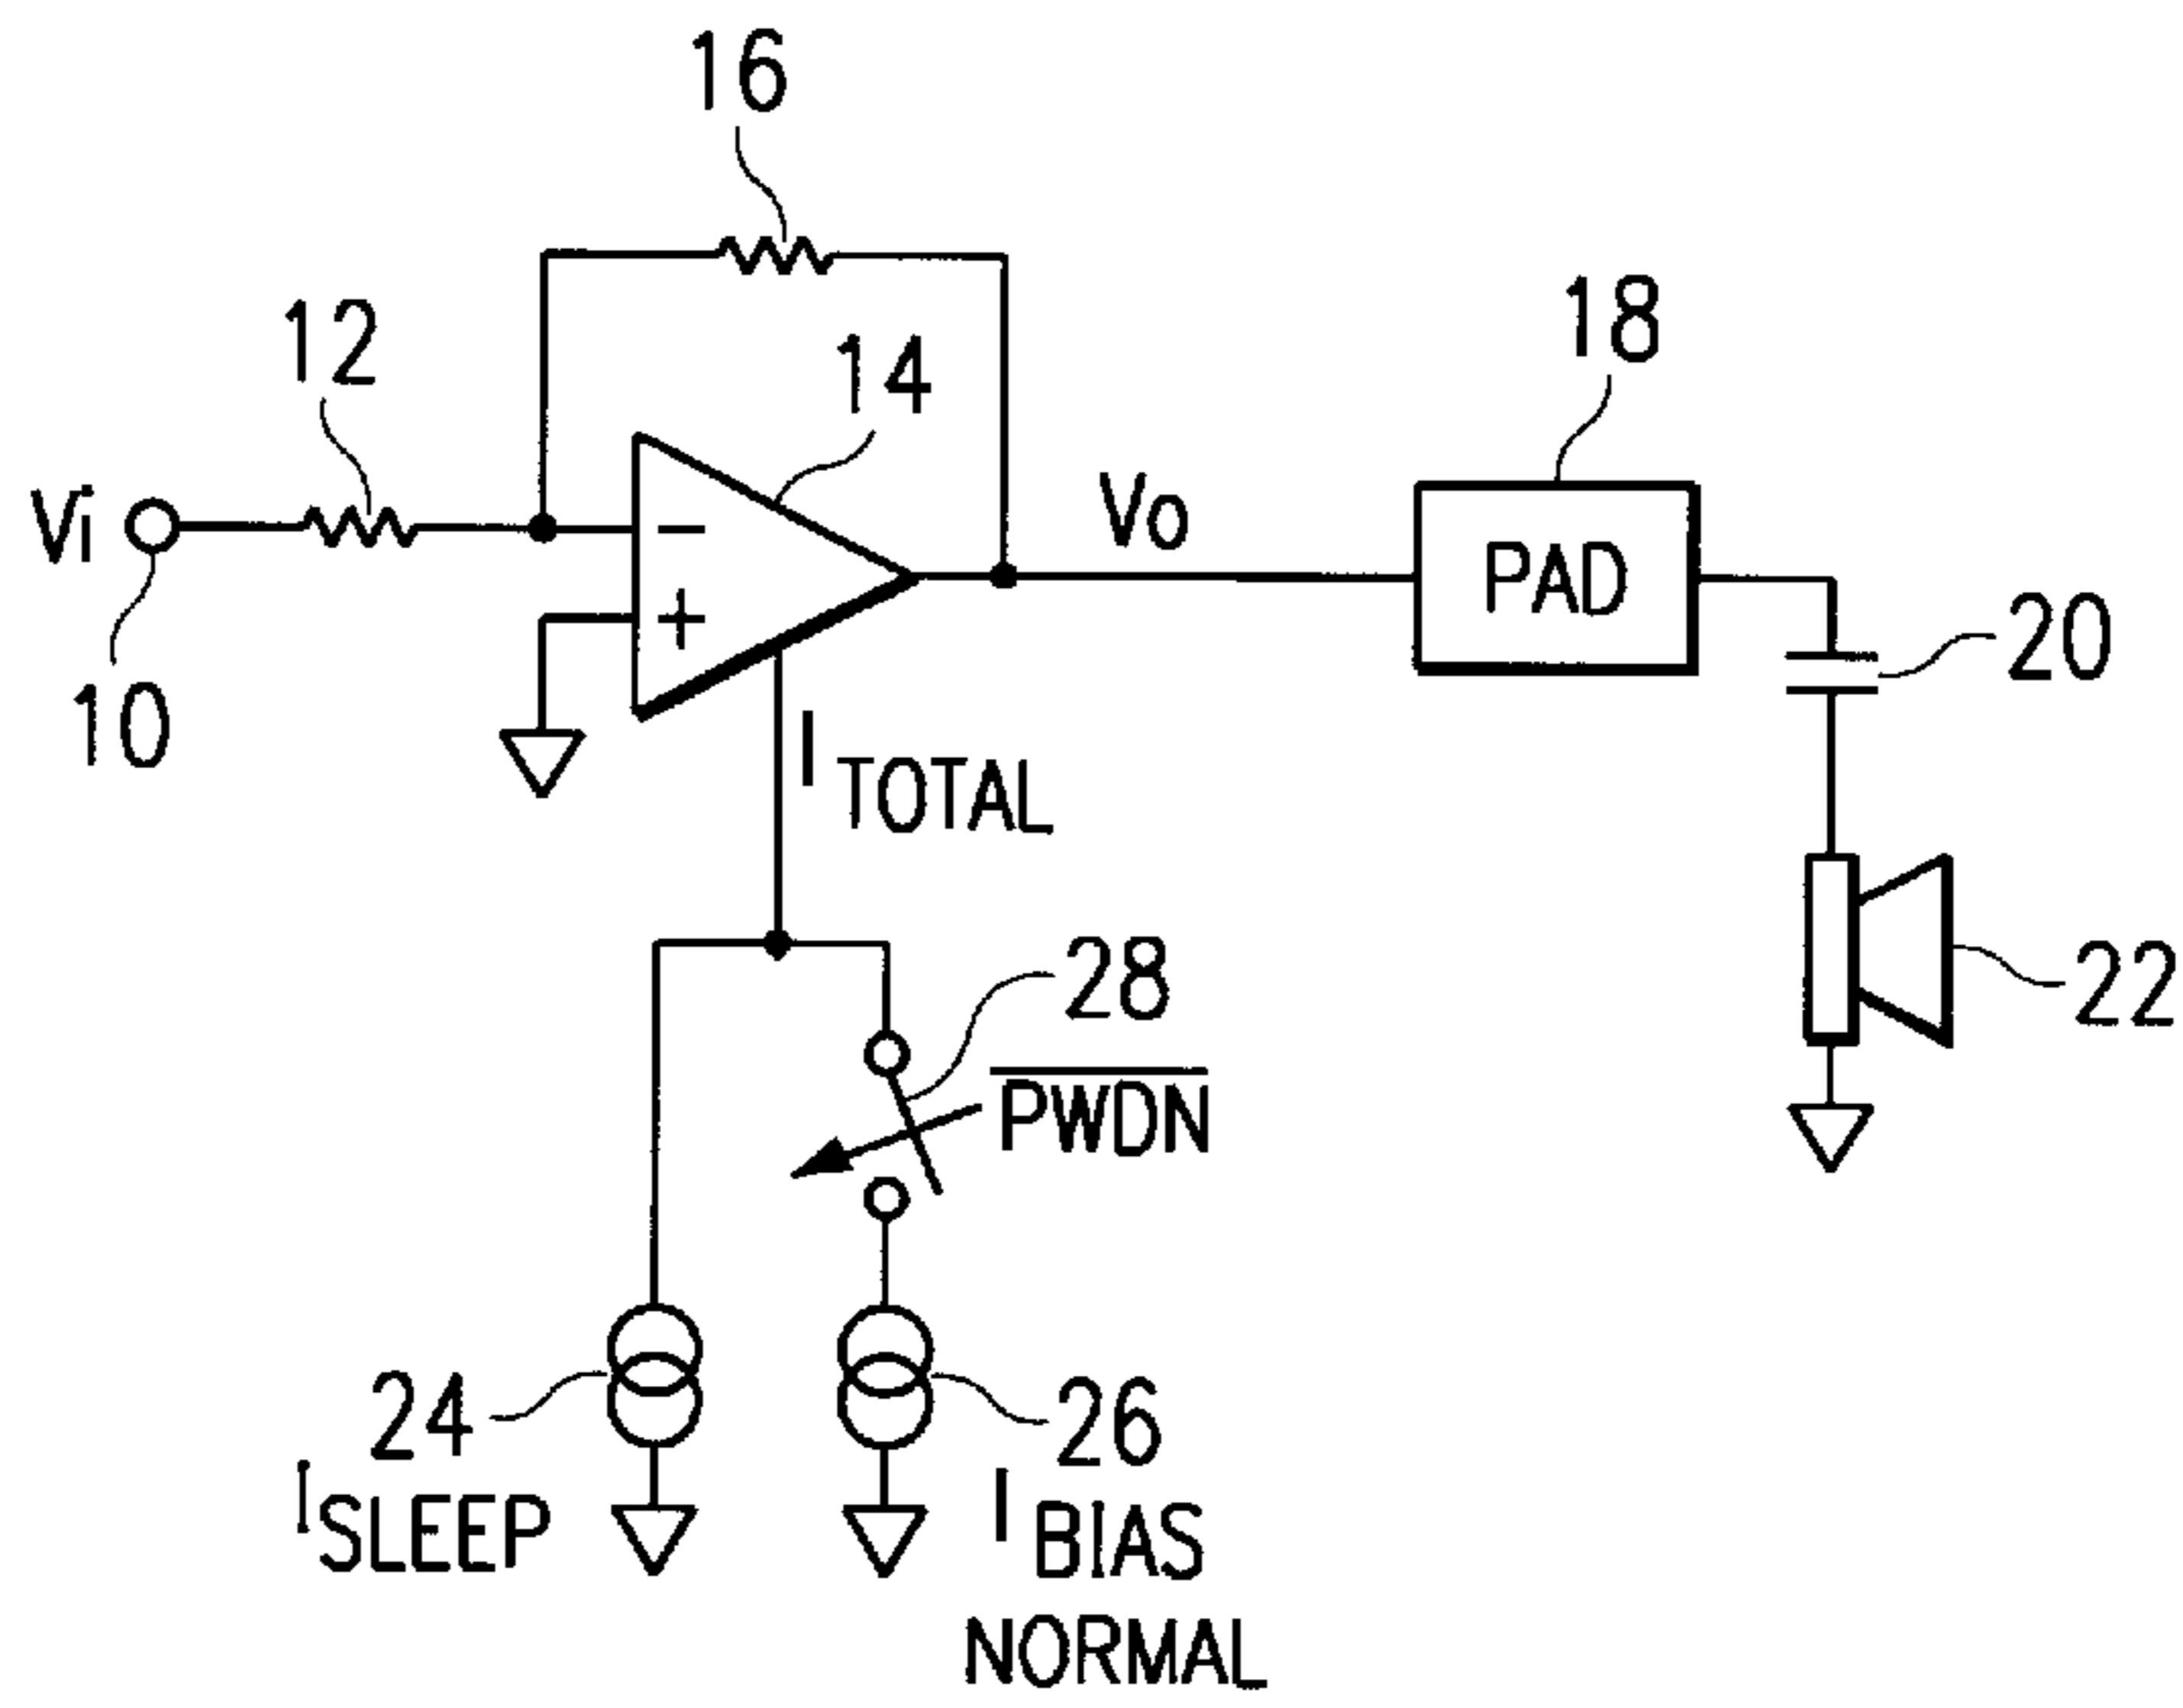 16
12
14
18
Vi
Vo
PAD
20
10
I TOTAL
28
22
PWDN
24
26
I SLEEP
I BIAS
NORMAL